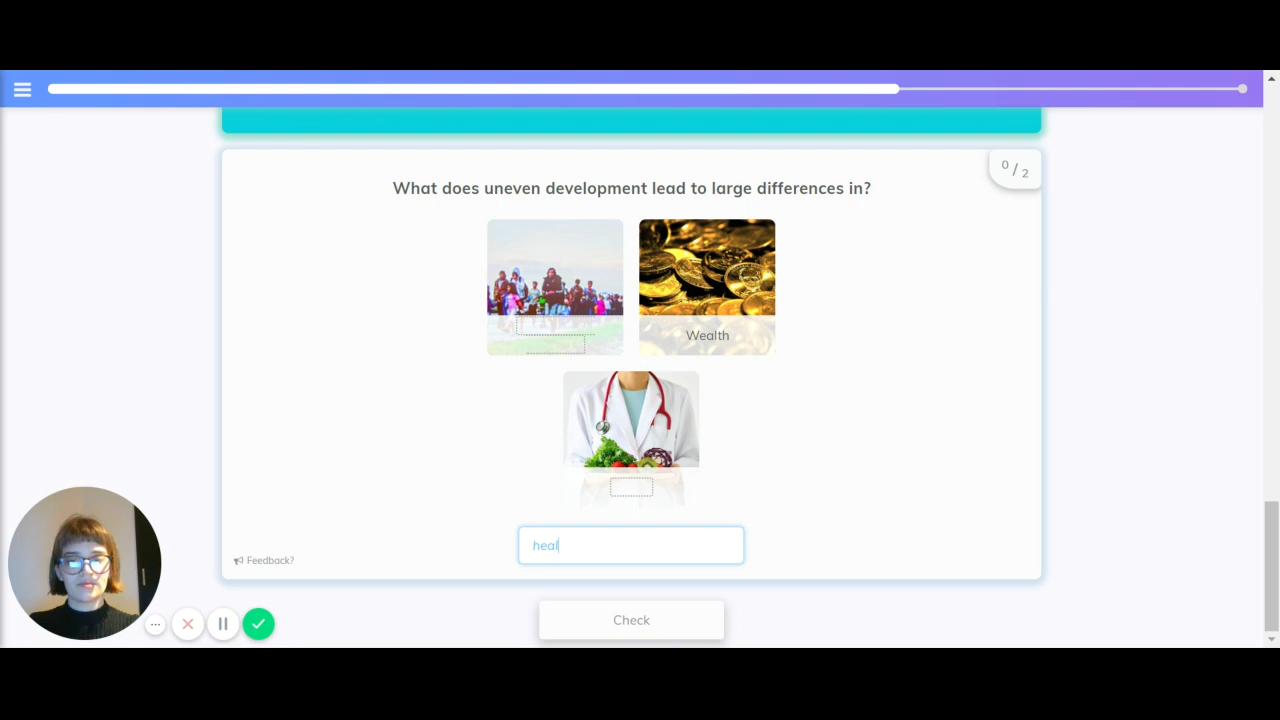 0 / 2
What does uneven development lead to large differences in?
Wealth
heal
Feedback?
Check